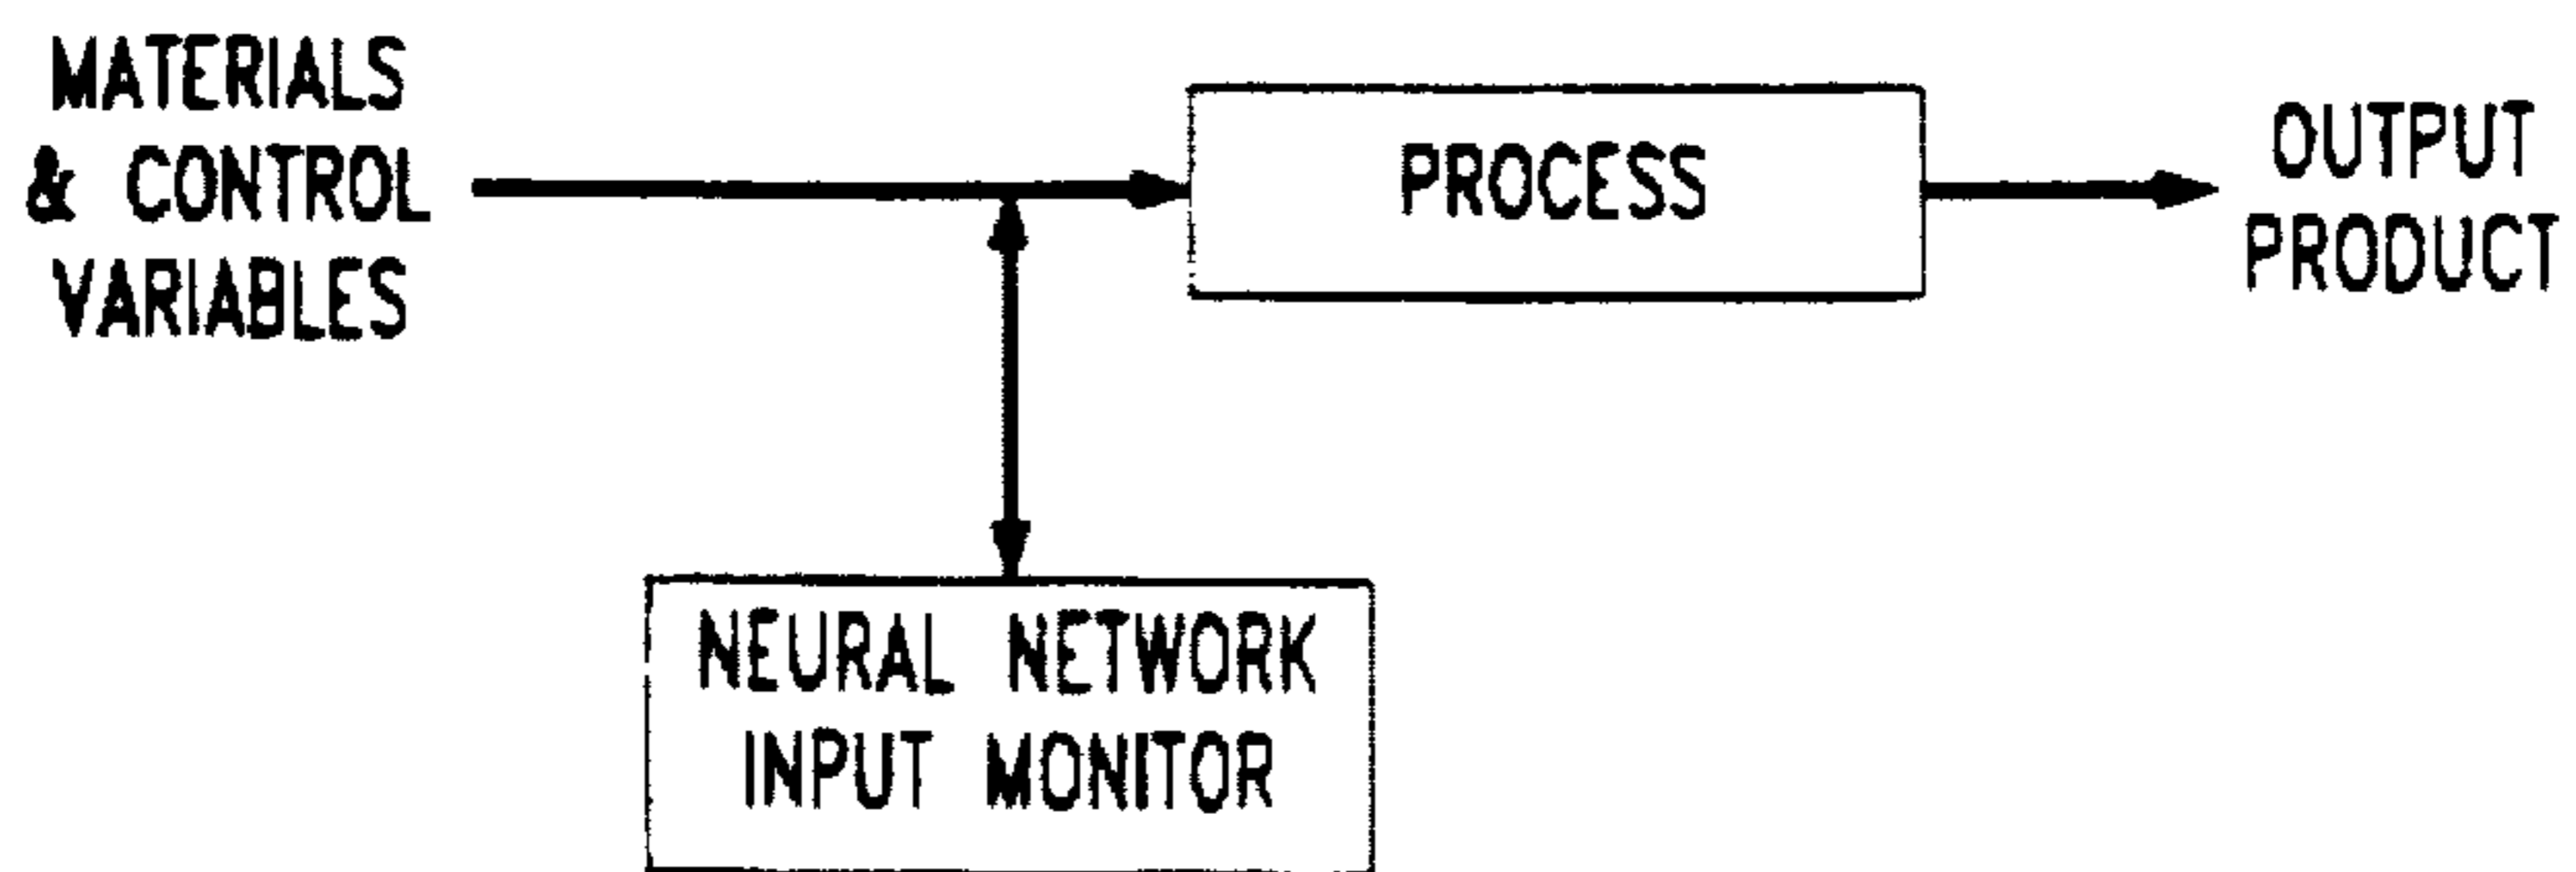 MATERIALS
& CONTROL
VARIABLES
PROCESS
OUTPUT
PRODUCT
NEURAL NETWORK
INPUT MONITOR